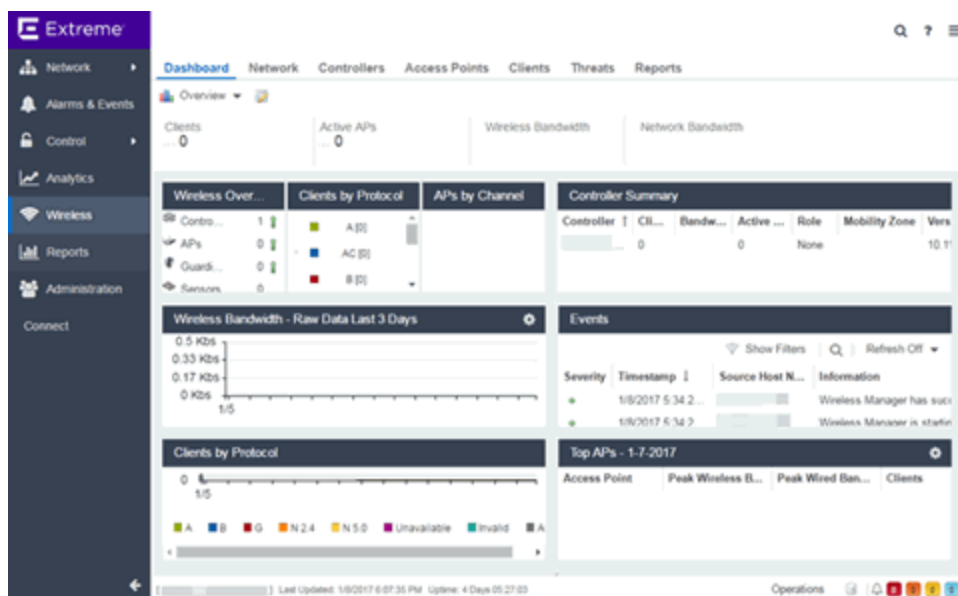 Extreme
Network
Alarms & Events
Control
Analytics
Wireless
Reports
Administration
Connect
?
Dashboard Network Controllers Access Points Clients Threats Reports
Overview
Clients
... 0
Active APs
... 0
Wireless Bandwidth
Network Bandwidth
Wireless Over...
Contro... 1
APs 0
Guardi... 0
Sensors 0
Clients by Protocol
A [0]
AC [0]
B [0]
APs by Channel
Controller Summary
Controller Cli... Bandw... Active ... Role Mobility Zone Vers
... 0 0 None 10.1
Wireless Bandwidth - Raw Data Last 3 Days
0.5 Kbs
0.33 Kbs
0.17 Kbs
0 Kbs
1/5
Events
Show Filters Refresh Off
Severity Timestamp Source Host N... Information
1/8/2017 5:34:2... Wireless Manager has succ
1/8/2017 5:34:2... Wireless Manager is startin
Clients by Protocol
0
1/5
A B G N 2.4 N 5.0 Unavailable Invalid A
Top APs - 1-7-2017
Access Point Peak Wireless B... Peak Wired Ban... Clients
Last Updated: 1/8/2017 6:07:35 PM Uptime: 4 Days 05:27:03
Operations 0 0 0 0